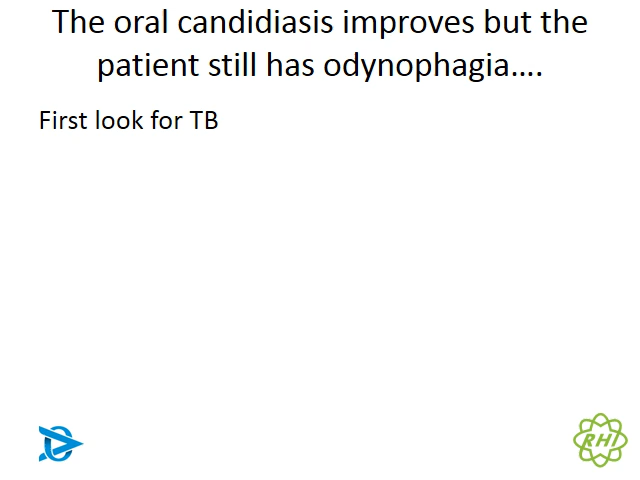 The oral candidiasis improves but the
patient still has odynophagia….
First look for TB
RHI